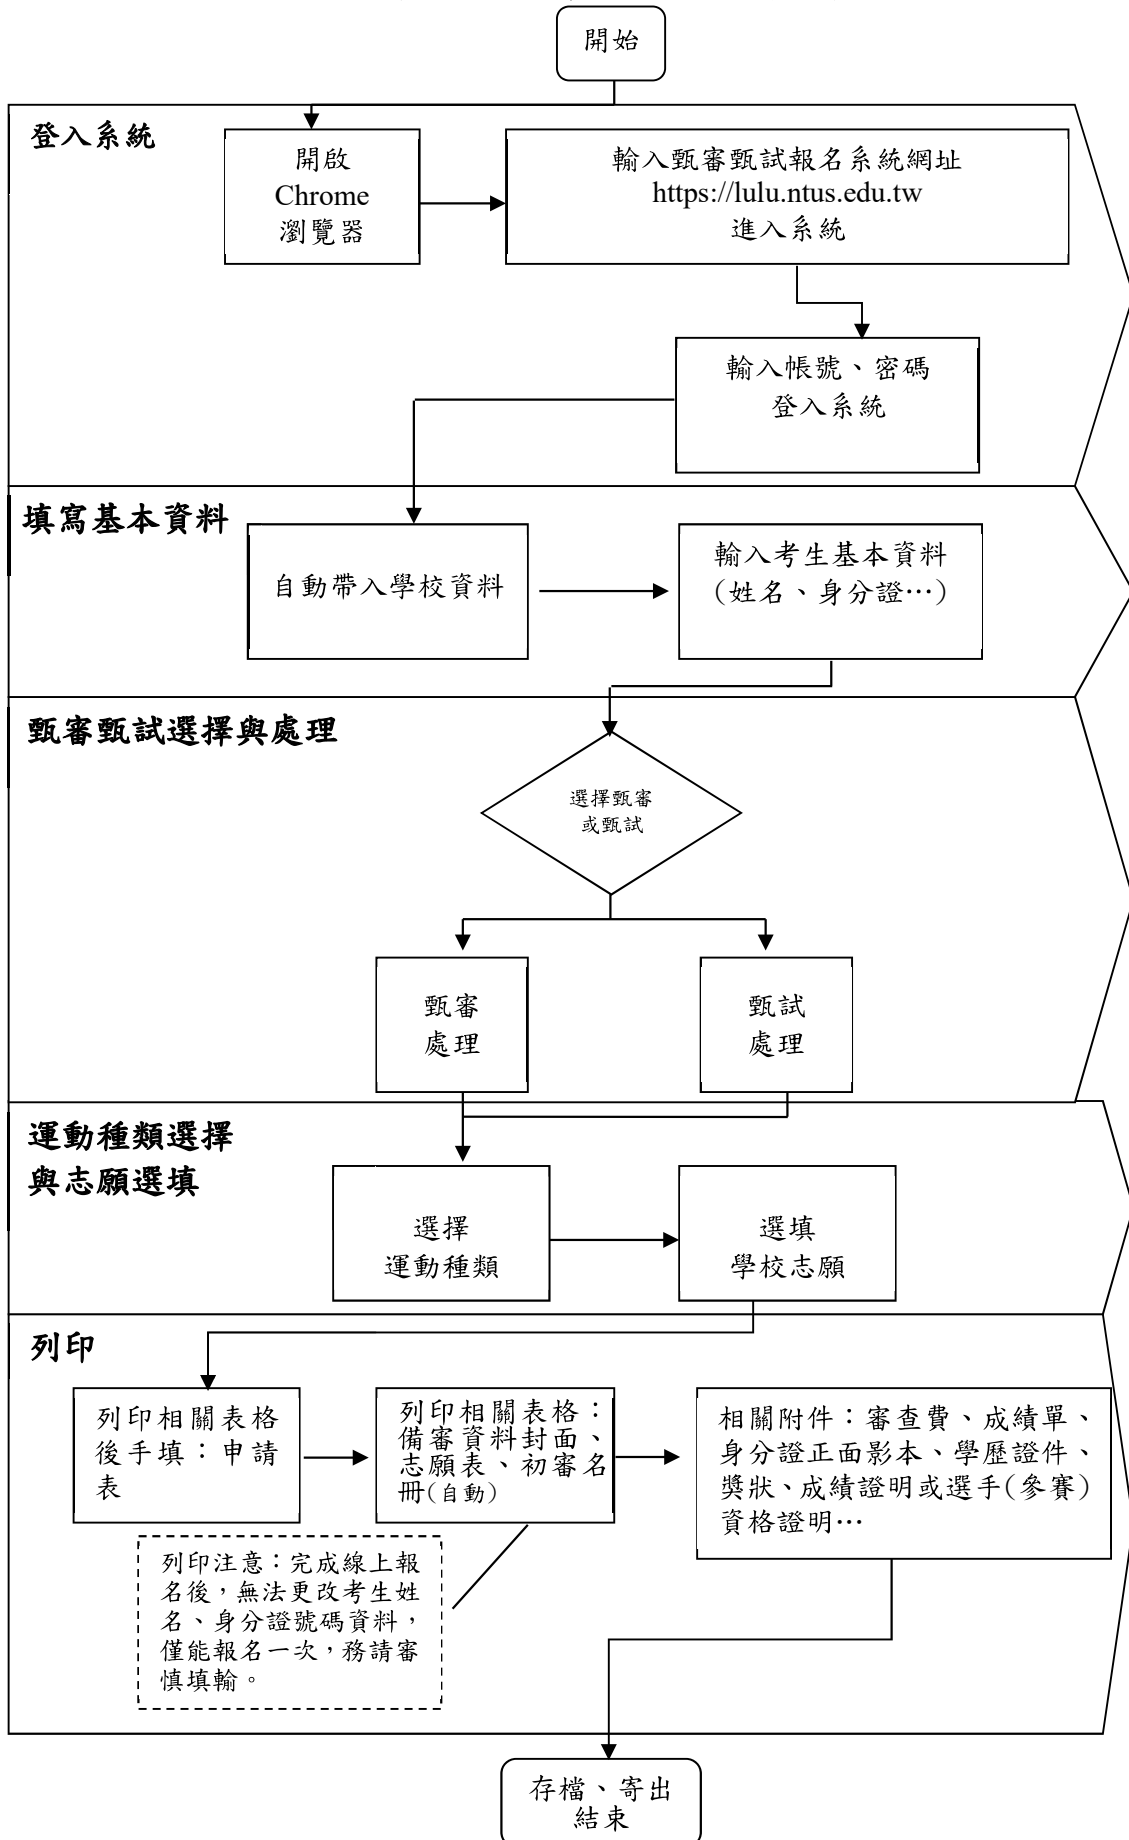 開始
登入系統
開啟
Chrome
瀏覽器
輸入甄審甄試報名系統網址
https://lulu.ntus.edu.tw
進入系統
輸入帳號、密碼
登入系統
填寫基本資料
自動帶入學校資料
輸入考生基本資料
(姓名、身分證…)
甄審甄試選擇與處理
選擇甄審
或甄試
甄審
處理
甄試
處理
運動種類選擇
與志願選填
選擇
運動種類
選填
學校志願
列印
列印相關表格
後手填：申請
表
列印相關表格：
備審資料封面、
志願表、初審名
冊(自動)
相關附件：審查費、成績單、
身分證正面影本、學歷證件、
獎狀、成績證明或選手(參賽)
資格證明…
列印注意：完成線上報
名後，無法更改考生姓
名、身分證號碼資料，
僅能報名一次，務請審
慎填輸。
存檔、寄出
結束